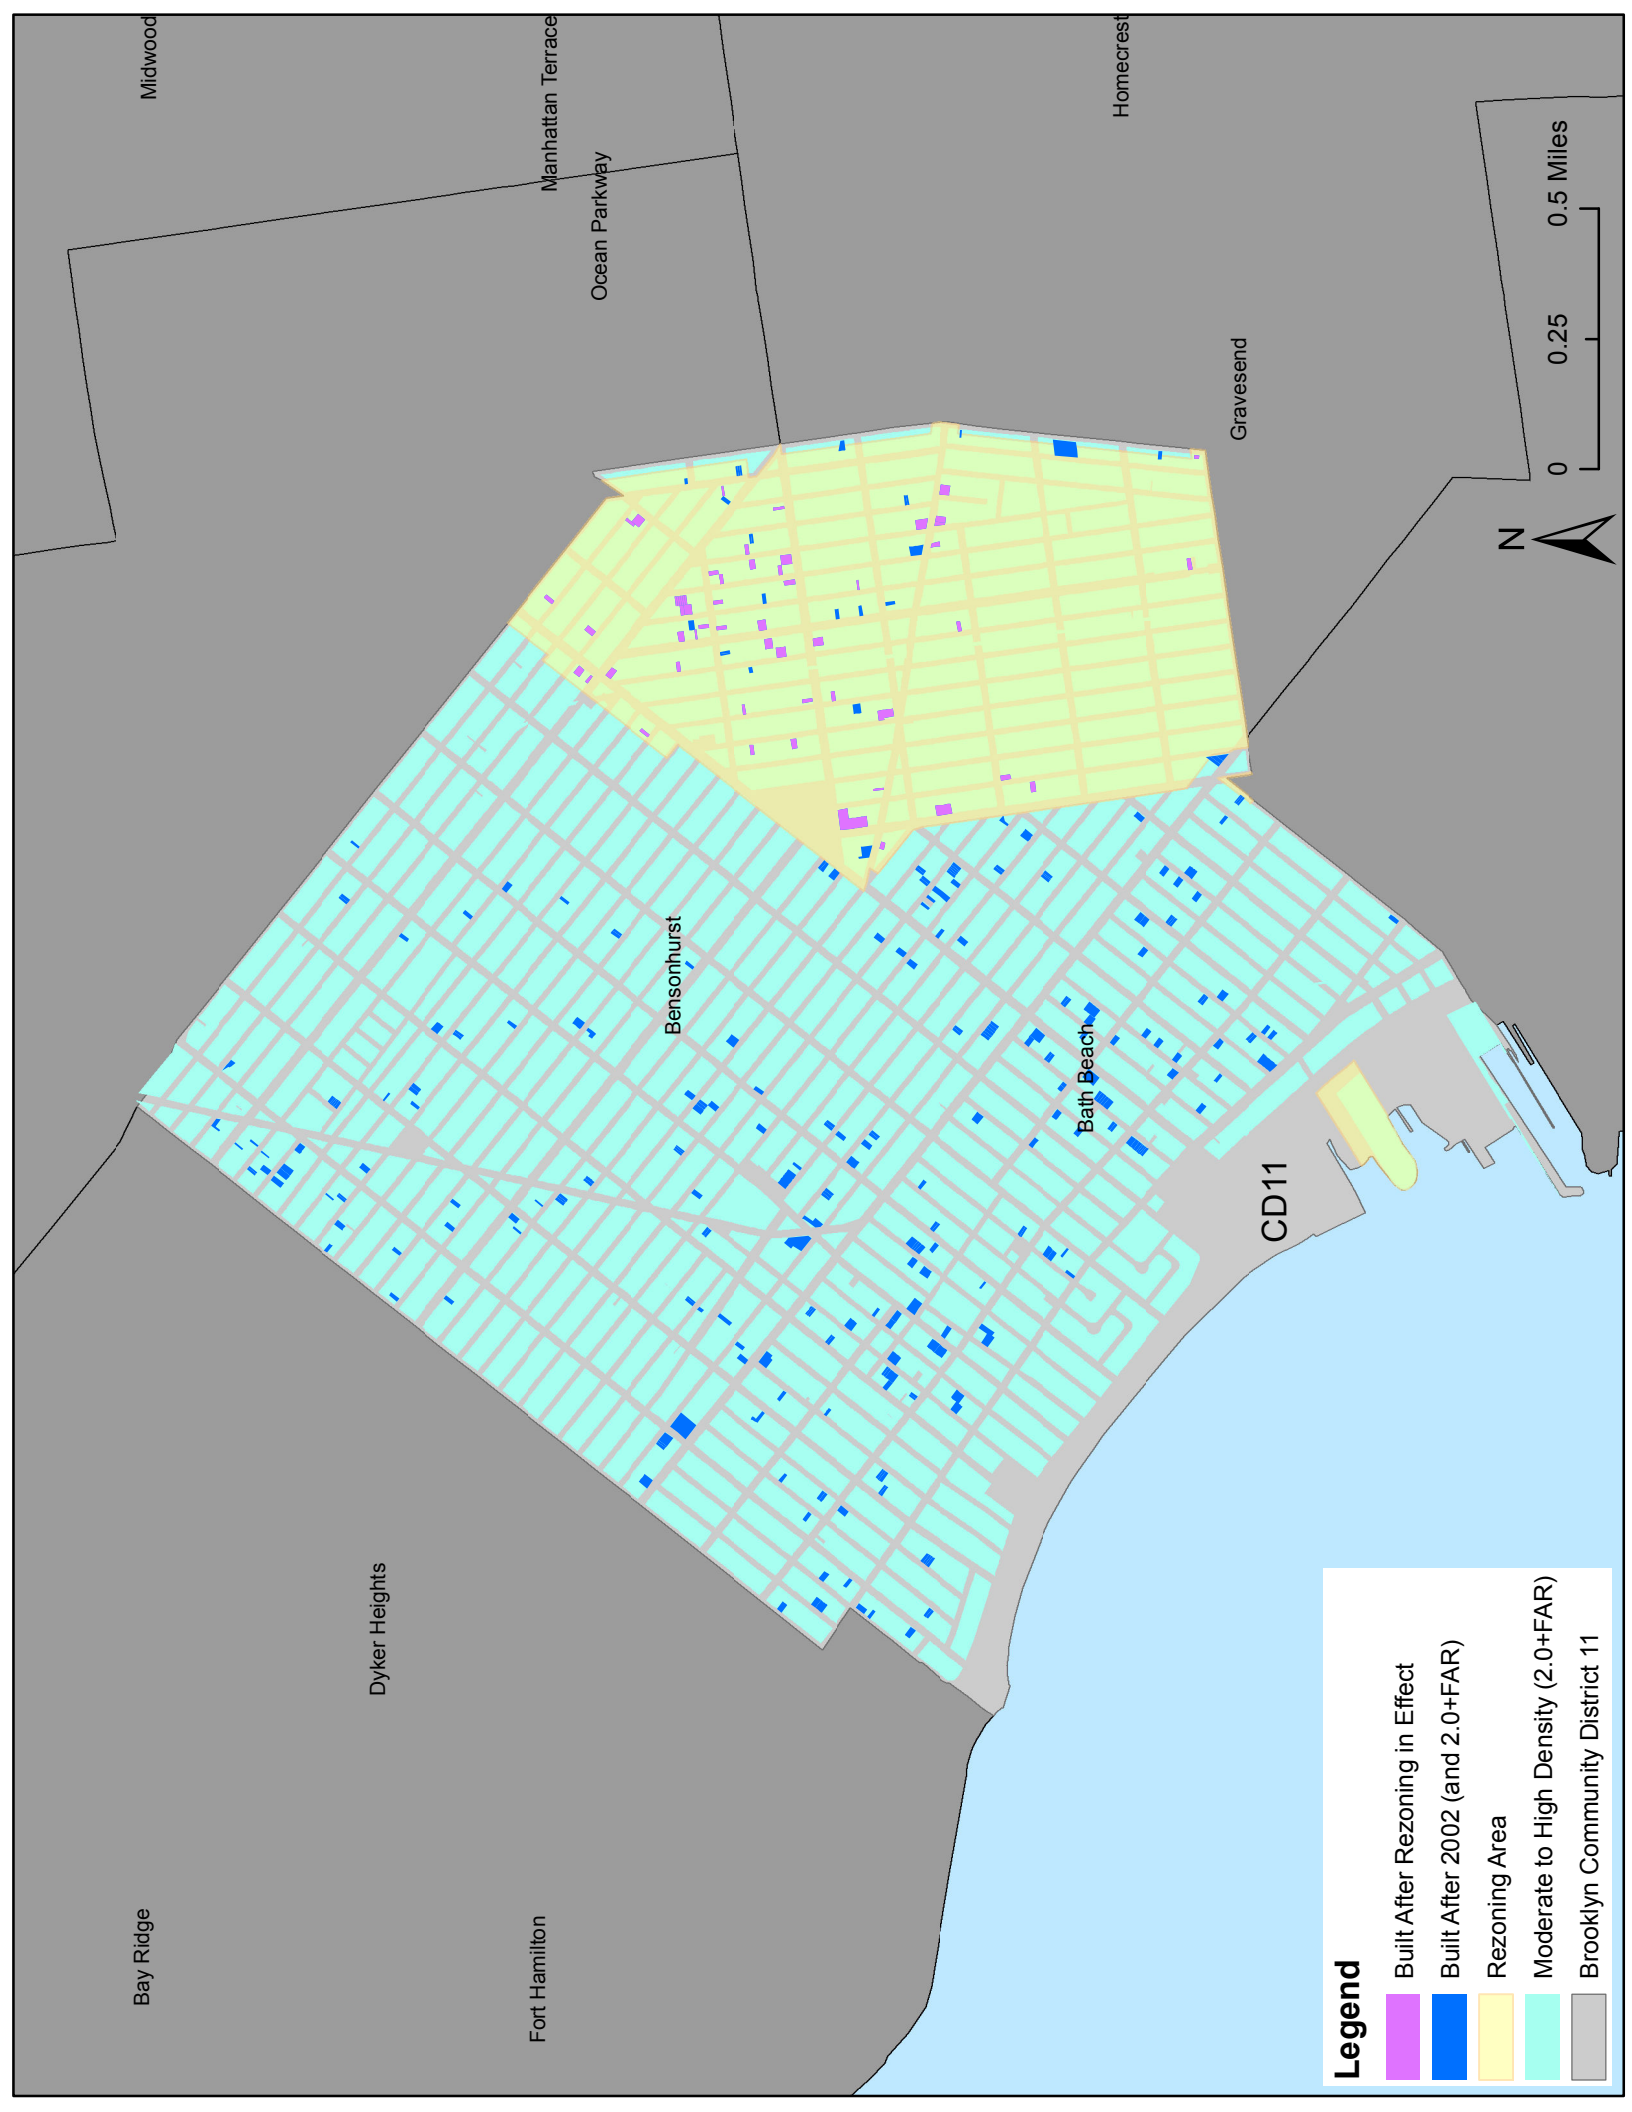 Midwood
Manhattan Terrace
Ocean Parkway
Homecrest
Gravesend
Bensonhurst
Bath Beach
CD11
Dyker Heights
Bay Ridge
Fort Hamilton
N
0 0.25 0.5 Miles
Legend
Built After Rezoning in Effect
Built After 2002 (and 2.0+FAR)
Rezoning Area
Moderate to High Density (2.0+FAR)
Brooklyn Community District 11